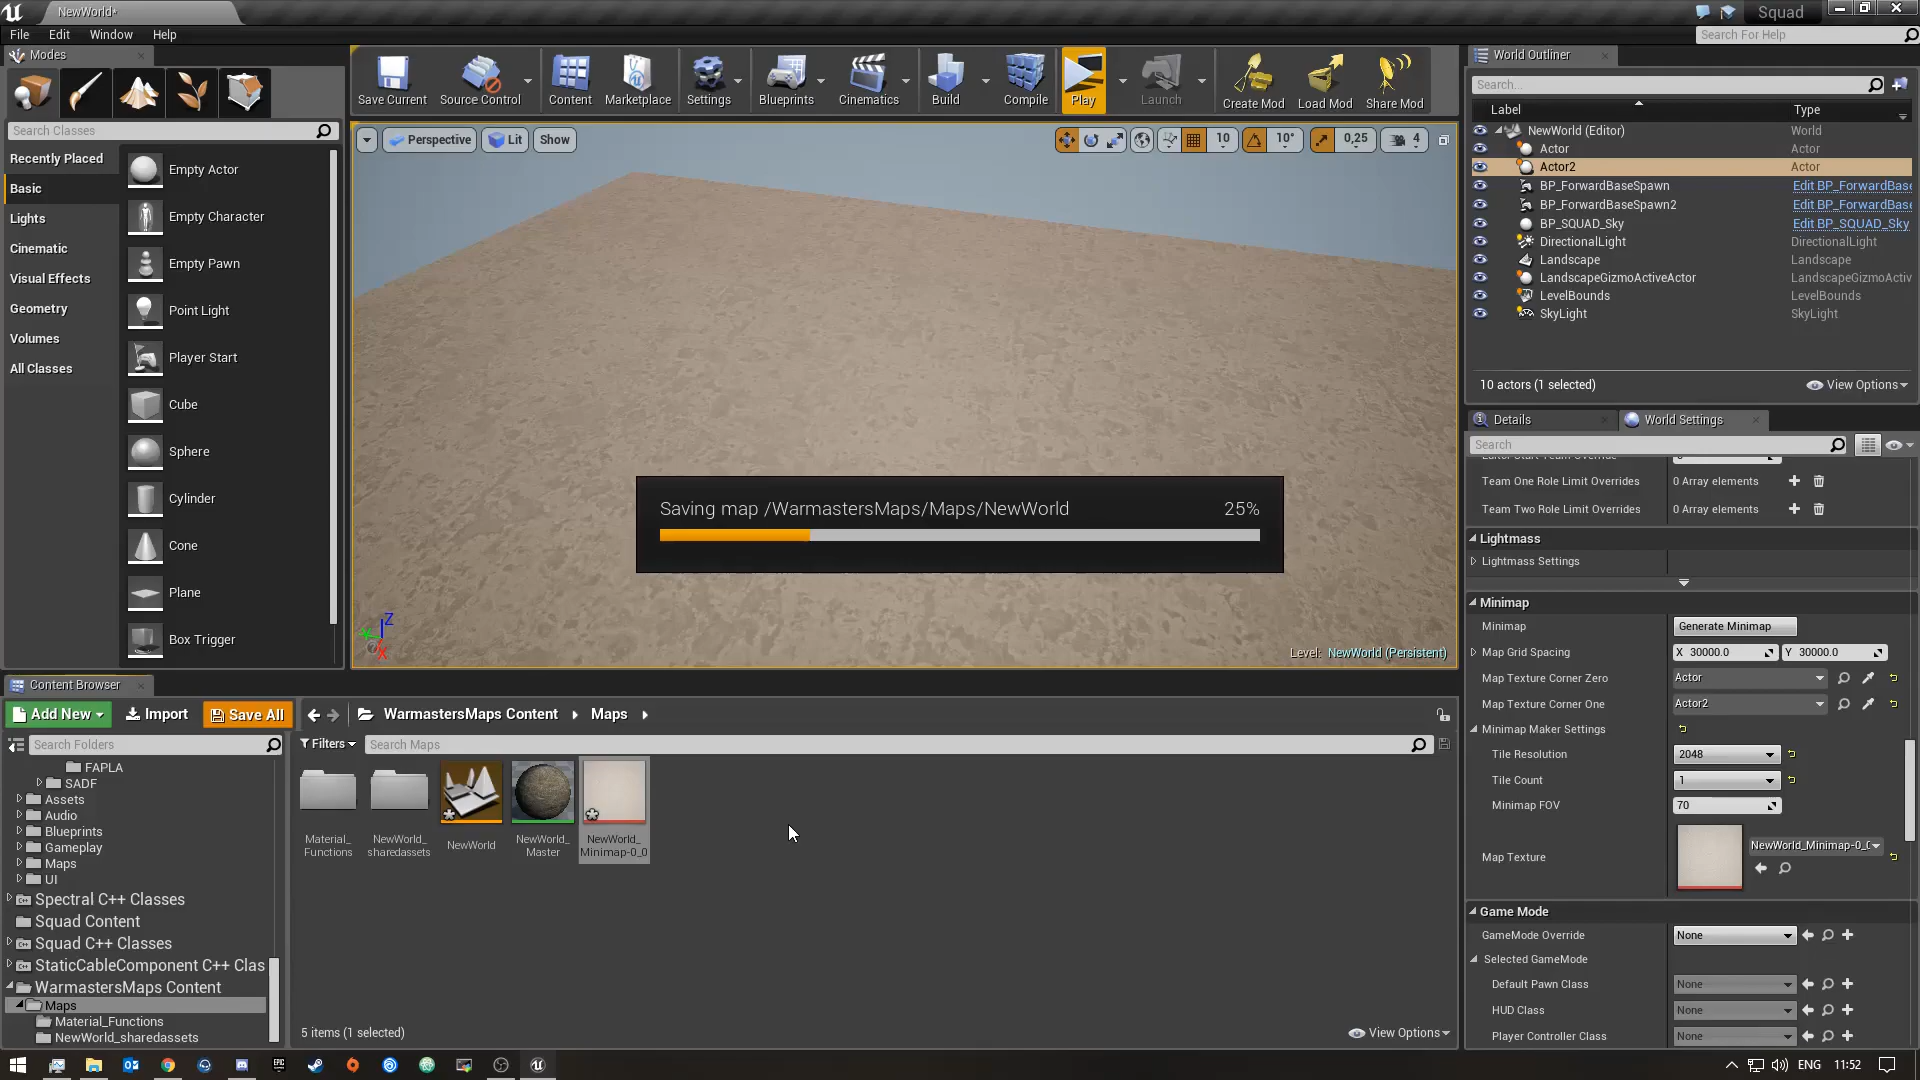 NewWorld*
Squad
File Edit Window Help
Search For Help
Modes
Search Classes
Recently Placed
Basic
Lights
Cinematic
Visual Effects
Geometry
Volumes
All Classes
Empty Actor
Empty Character
Empty Pawn
Point Light
Player Start
Cube
Sphere
Cylinder
Cone
Plane
Box Trigger
Save Current
Source Control
Content
Marketplace
Settings
Blueprints
Cinematics
Build
Compile
Play
Launch
Create Mod
Load Mod
Share Mod
Perspective Lit Show
10 10° 0,25 4
Saving map /WarmastersMaps/Maps/NewWorld 25%
Z
Y
X
Level: NewWorld (Persistent)
World Outliner
Search...
Label Type
NewWorld (Editor) World
Actor Actor
Actor2 Actor
BP_ForwardBaseSpawn Edit BP_ForwardBase
BP_ForwardBaseSpawn2 Edit BP_ForwardBase
BP_SQUAD_Sky Edit BP_SQUAD_Sky
DirectionalLight DirectionalLight
Landscape Landscape
LandscapeGizmoActiveActor LandscapeGizmoActiv
LevelBounds LevelBounds
SkyLight SkyLight
10 actors (1 selected) View Options
Details World Settings
Search
Team One Role Limit Overrides 0 Array elements
Team Two Role Limit Overrides 0 Array elements
Lightmass
Lightmass Settings
Minimap
Minimap Generate Minimap
Map Grid Spacing X 30000.0 Y 30000.0
Map Texture Corner Zero Actor
Map Texture Corner One Actor2
Minimap Maker Settings
Tile Resolution 2048
Tile Count 1
Minimap FOV 70
Map Texture NewWorld_Minimap-0_0
Game Mode
GameMode Override None
Selected GameMode
Default Pawn Class None
HUD Class None
Player Controller Class None
Content Browser
Add New Import Save All WarmastersMaps Content Maps
Search Folders
Filters Search Maps
FAPLA
SADF
Assets
Audio
Blueprints
Gameplay
Maps
UI
Spectral C++ Classes
Squad Content
Squad C++ Classes
StaticCableComponent C++ Clas
WarmastersMaps Content
Maps
Material_Functions
NewWorld_sharedassets
Material_
Functions
NewWorld_
sharedassets
NewWorld
NewWorld_
Master
NewWorld_
Minimap-0_0
5 items (1 selected) View Options
ENG 11:52